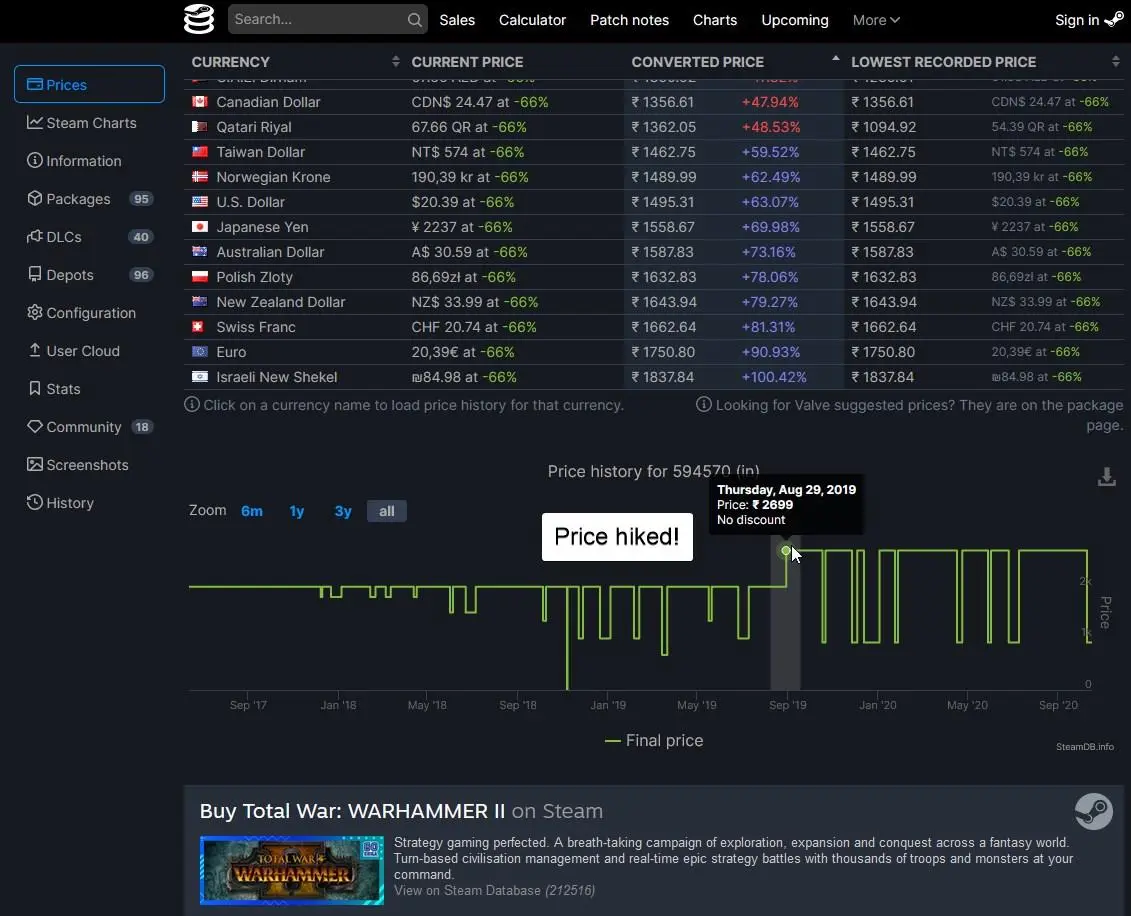 Search... Sales Calculator Patch notes Charts Upcoming More Sign in
CURRENCY CURRENT PRICE CONVERTED PRICE LOWEST RECORDED PRICE
Prices
Steam Charts
Information
Packages 95
DLCs 40
Depots 96
Configuration
User Cloud
Stats
Community 18
Screenshots
History
Canadian Dollar CDN$ 24.47 at -66% ₹ 1356.61 +47.94% ₹ 1356.61 CDN$ 24.47 at -66%
Qatari Riyal 67.66 QR at -66% ₹ 1362.05 +48.53% ₹ 1094.92 54.39 QR at -66%
Taiwan Dollar NT$ 574 at -66% ₹ 1462.75 +59.52% ₹ 1462.75 NT$ 574 at -66%
Norwegian Krone 190,39 kr at -66% ₹ 1489.99 +62.49% ₹ 1489.99 190,39 kr at -66%
U.S. Dollar $20.39 at -66% ₹ 1495.31 +63.07% ₹ 1495.31 $20.39 at -66%
Japanese Yen ¥ 2237 at -66% ₹ 1558.67 +69.98% ₹ 1558.67 ¥ 2237 at -66%
Australian Dollar A$ 30.59 at -66% ₹ 1587.83 +73.16% ₹ 1587.83 A$ 30.59 at -66%
Polish Zloty 86,69zł at -66% ₹ 1632.83 +78.06% ₹ 1632.83 86,69zł at -66%
New Zealand Dollar NZ$ 33.99 at -66% ₹ 1643.94 +79.27% ₹ 1643.94 NZ$ 33.99 at -66%
Swiss Franc CHF 20.74 at -66% ₹ 1662.64 +81.31% ₹ 1662.64 CHF 20.74 at -66%
Euro 20,39€ at -66% ₹ 1750.80 +90.93% ₹ 1750.80 20,39€ at -66%
Israeli New Shekel ₪84.98 at -66% ₹ 1837.84 +100.42% ₹ 1837.84 ₪84.98 at -66%
Click on a currency name to load price history for that currency.
Looking for Valve suggested prices? They are on the package
page.
Price history for 594570 (in)
Thursday, Aug 29, 2019
Price: ₹ 2699
No discount
Zoom 6m 1y 3y all
Price hiked!
2k
Price
1k
0
Sep '17 Jan '18 May '18 Sep '18 Jan '19 May '19 Sep '19 Jan '20 May '20 Sep '20
Final price
SteamDB.info
Buy Total War: WARHAMMER II on Steam
TOTAL WAR
WARHAMMER
II
Strategy gaming perfected. A breath-taking campaign of exploration, expansion and conquest across a fantasy world.
Turn-based civilisation management and real-time epic strategy battles with thousands of troops and monsters at your
command.
View on Steam Database (212516)